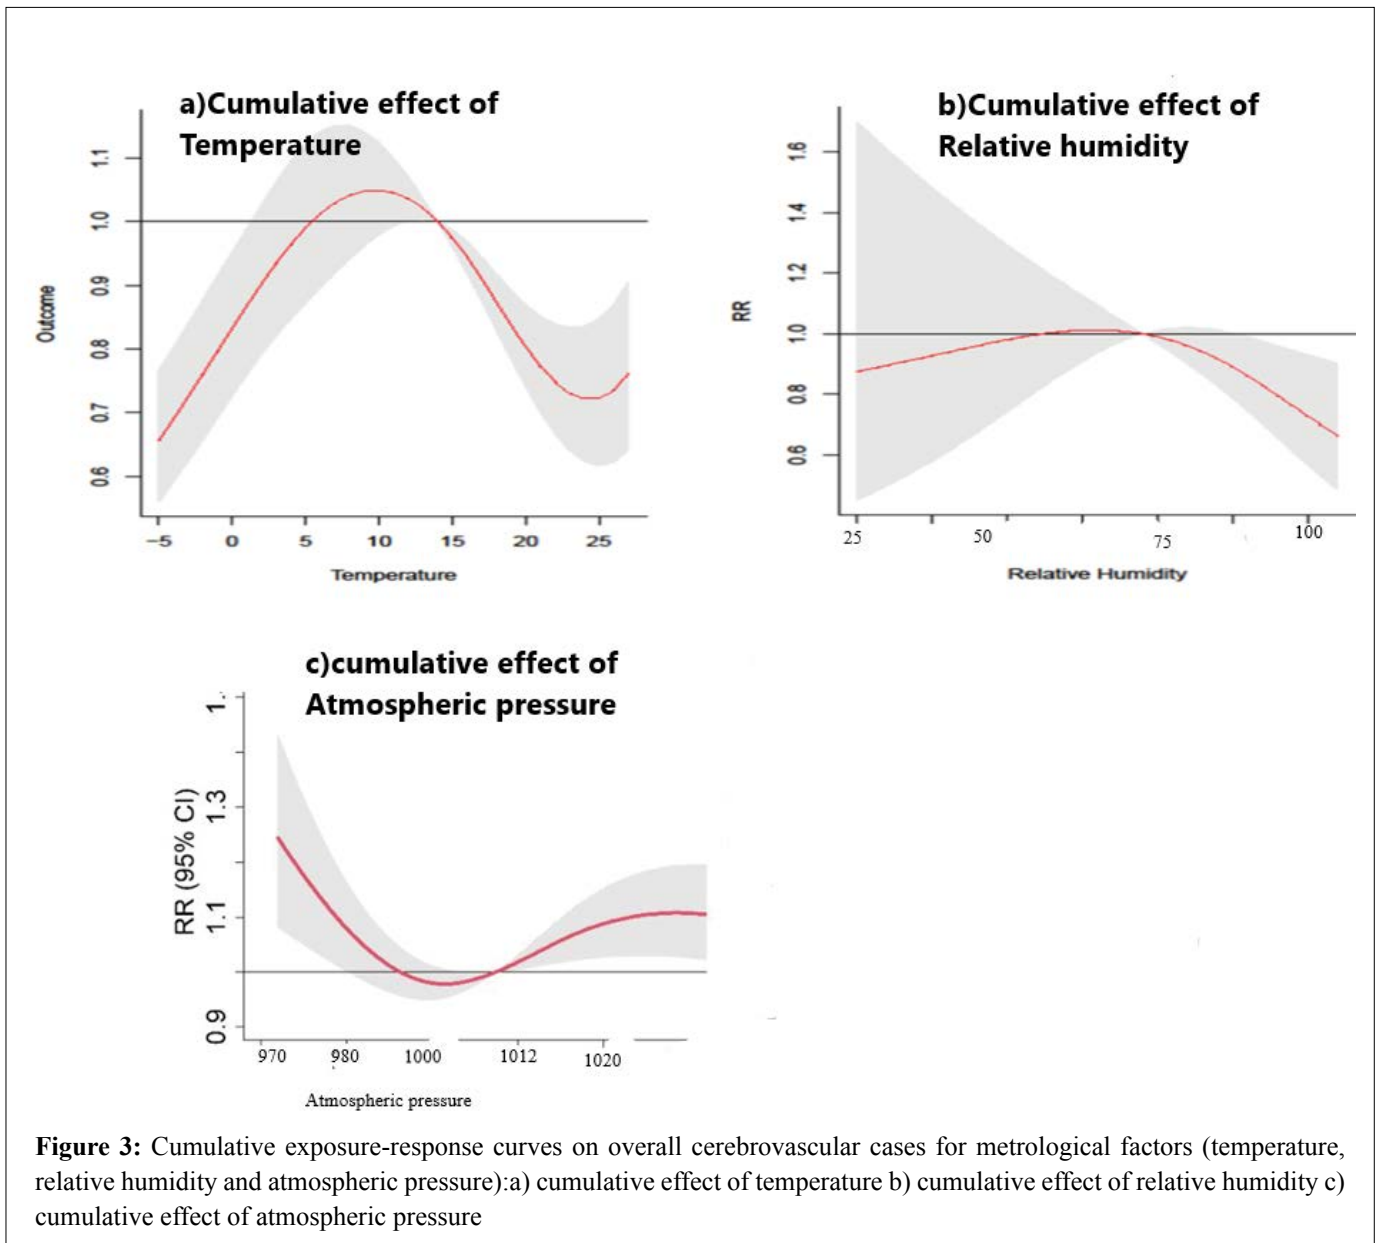 a)Cumulative effect of
Temperature
Outcome
1.1
1.0
0.9
0.8
0.7
0.6
−5 0 5 10 15 20 25
Temperature
b)Cumulative effect of
Relative humidity
RR
1.6
1.4
1.2
1.0
0.8
0.6
25 50 75 100
Relative Humidity
c)cumulative effect of
Atmospheric pressure
RR (95% CI)
1.3
1.1
0.9
970 980 1000 1012 1020
Atmospheric pressure
Figure 3: Cumulative exposure-response curves on overall cerebrovascular cases for metrological factors (temperature,
relative humidity and atmospheric pressure):a) cumulative effect of temperature b) cumulative effect of relative humidity c)
cumulative effect of atmospheric pressure